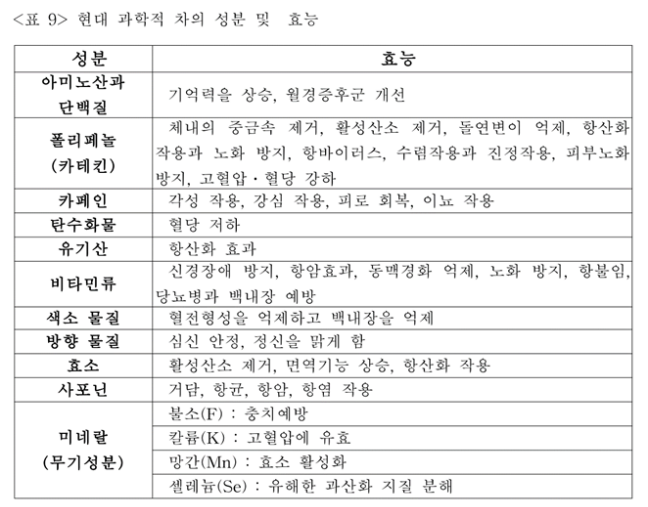 <표 9> 현대 과학적 차의 성분 및 효능
성분 효능
아미노산과
단백질
기억력을 상승, 월경증후군 개선
폴리페놀
(카테킨)
체내의 중금속 제거, 활성산소 제거, 돌연변이 억제, 항산화
작용과 노화 방지, 항바이러스, 수렴작용과 진정작용, 피부노화
방지, 고혈압·혈당 강하
카페인 각성 작용, 강심 작용, 피로 회복, 이뇨 작용
탄수화물 혈당 저하
유기산 항산화 효과
비타민류
신경장애 방지, 항암효과, 동맥경화 억제, 노화 방지, 항불임,
당뇨병과 백내장 예방
색소 물질 혈전형성을 억제하고 백내장을 억제
방향 물질 심신 안정, 정신을 맑게 함
효소 활성산소 제거, 면역기능 상승, 항산화 작용
사포닌 거담, 항균, 항암, 항염 작용
미네랄
(무기성분)
불소(F) : 충치예방
칼륨(K) : 고혈압에 유효
망간(Mn) : 효소 활성화
셀레늄(Se) : 유해한 과산화 지질 분해